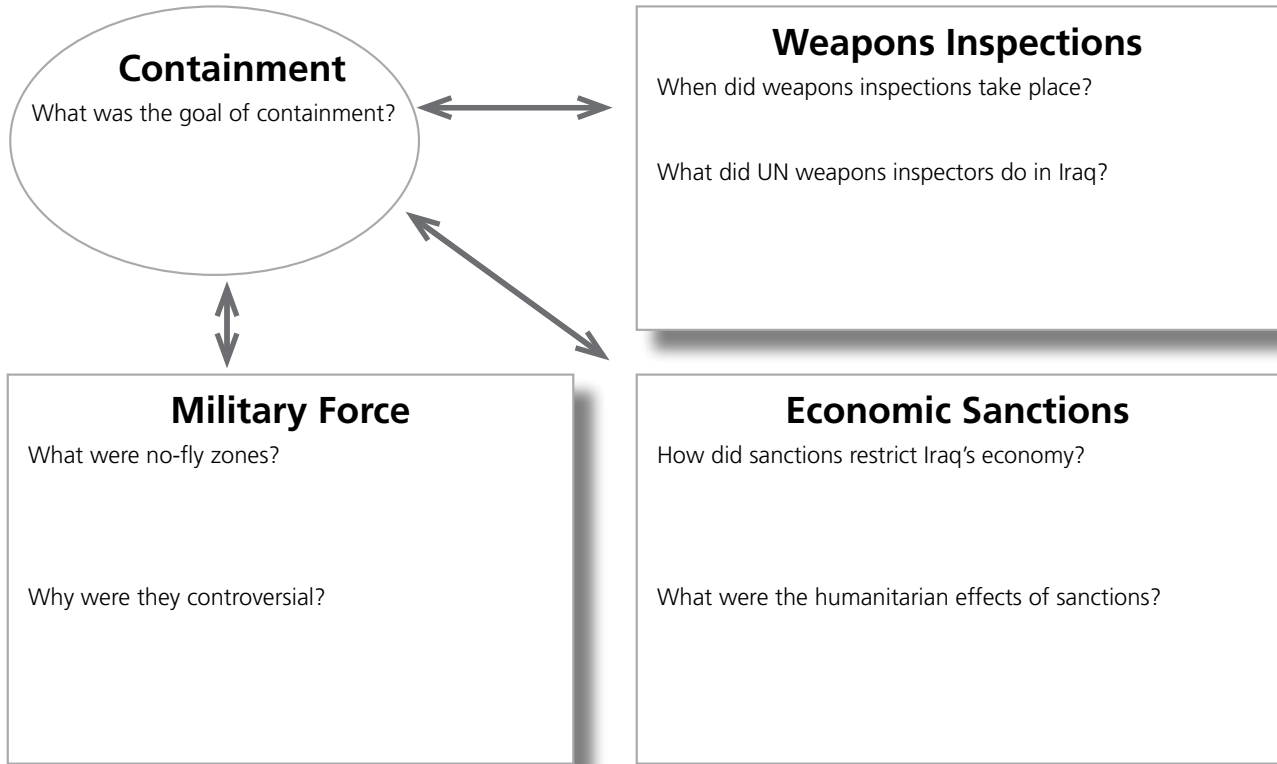 Containment
What was the goal of containment?
Weapons Inspections
When did weapons inspections take place?
What did UN weapons inspectors do in Iraq?
Military Force
What were no-fly zones?
Why were they controversial?
Economic Sanctions
How did sanctions restrict Iraq's economy?
What were the humanitarian effects of sanctions?